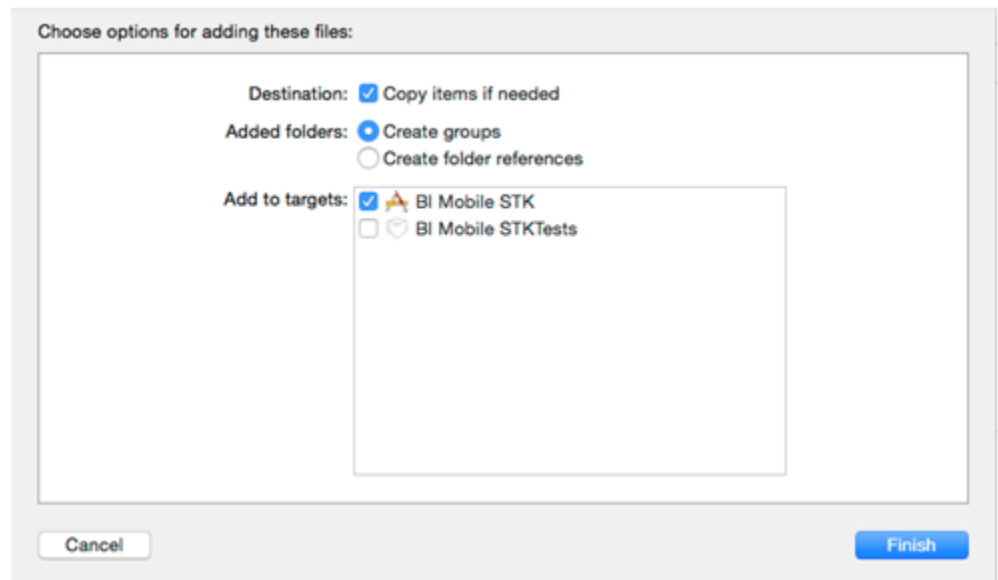 Choose options for adding these files:
Destination: Copy items if needed
Added folders: Create groups
Create folder references
Add to targets: BI Mobile STK
BI Mobile STKTests
Cancel Finish